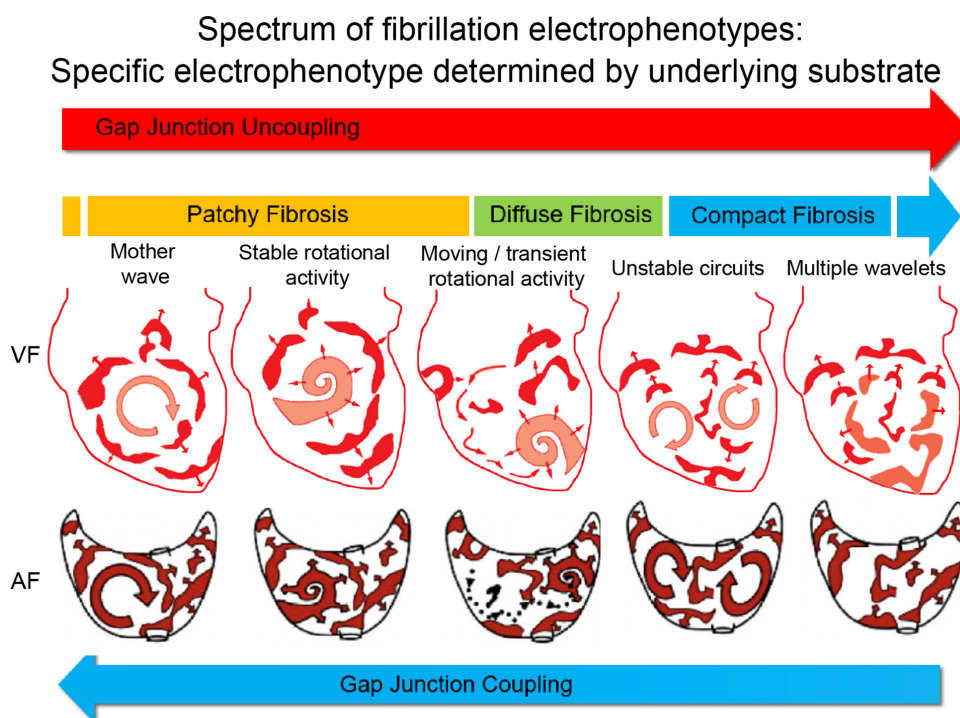 Spectrum of fibrillation electrophenotypes:
Specific electrophenotype determined by underlying substrate
Gap Junction Uncoupling
Patchy Fibrosis
Diffuse Fibrosis
Compact Fibrosis
Mother
wave
Stable rotational
activity
Moving / transient
rotational activity
Unstable circuits
Multiple wavelets
VF
AF
Gap Junction Coupling